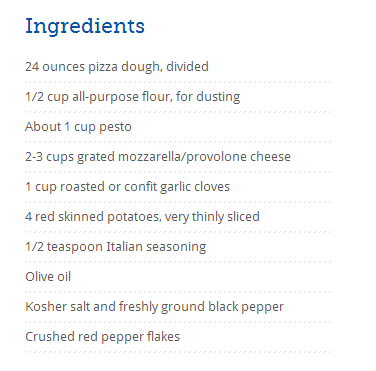 Ingredients
24 ounces pizza dough, divided
1/2 cup all-purpose flour, for dusting
About 1 cup pesto
2-3 cups grated mozzarella/provolone cheese
1 cup roasted or confit garlic cloves
4 red skinned potatoes, very thinly sliced
1/2 teaspoon Italian seasoning
Olive oil
Kosher salt and freshly ground black pepper
Crushed red pepper flakes